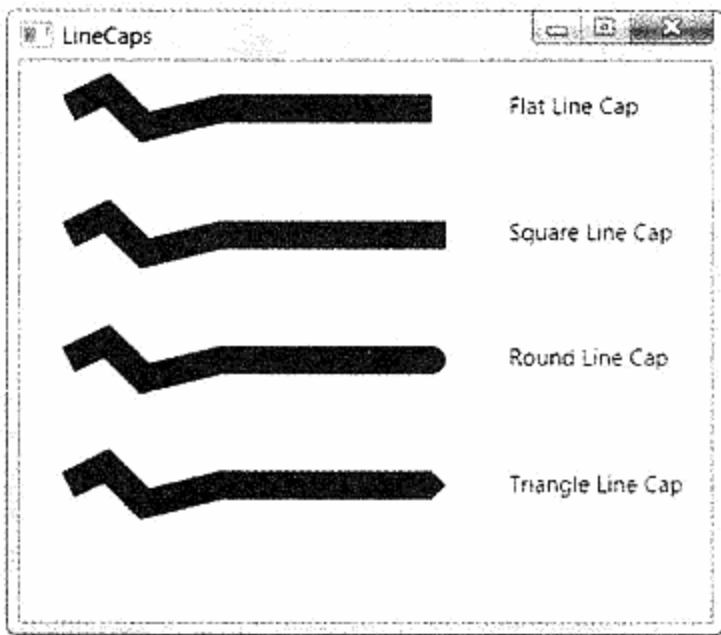 LineCaps
Flat Line Cap
Square Line Cap
Round Line Cap
Triangle Line Cap